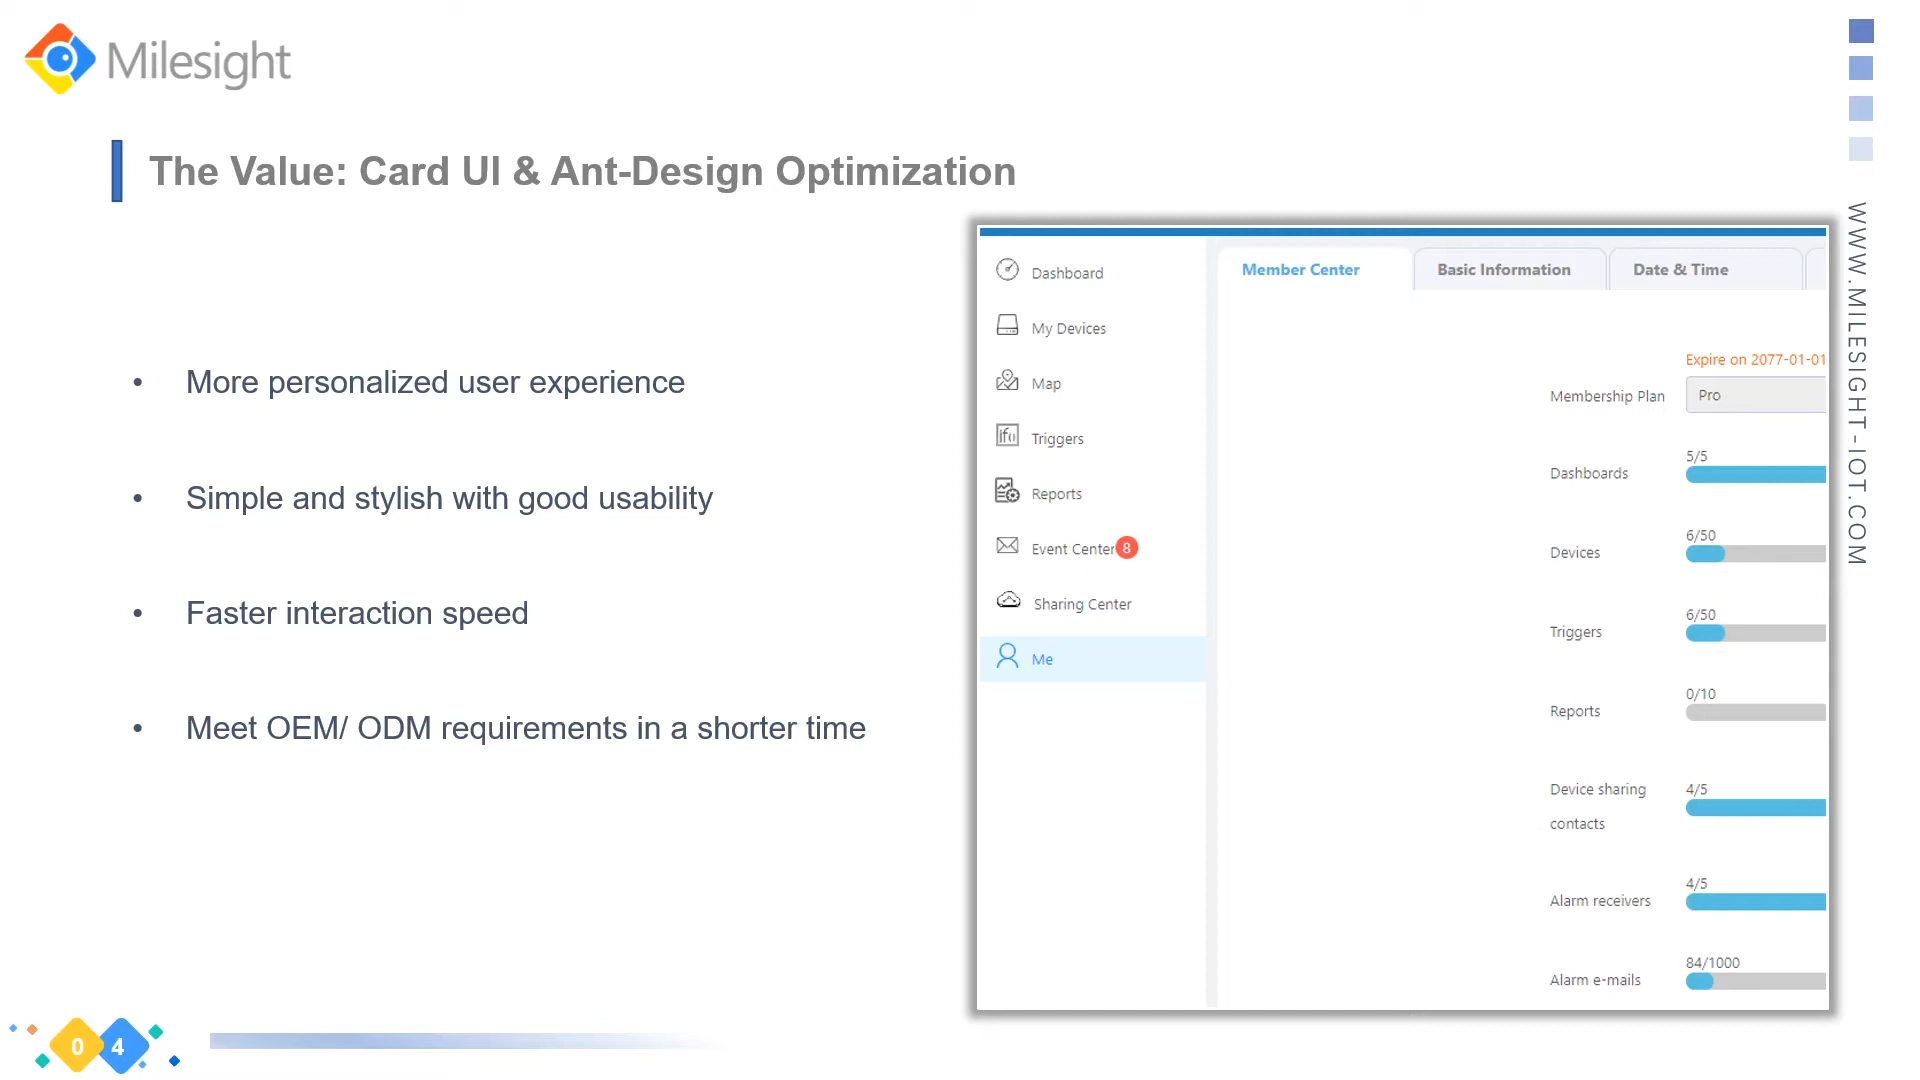 Milesight
The Value: Card UI & Ant-Design Optimization
• More personalized user experience
• Simple and stylish with good usability
• Faster interaction speed
• Meet OEM/ ODM requirements in a shorter time
Dashboard
My Devices
Map
if() Triggers
Reports
Event Center 8
Sharing Center
Me
Member Center
Basic Information
Date & Time
Expire on 2077-01-01
Membership Plan
Pro
Dashboards
5/5
Devices
6/50
Triggers
6/50
Reports
0/10
Device sharing
contacts
4/5
Alarm receivers
4/5
Alarm e-mails
84/1000
WWW.MILESIGHT-IOT.COM
0 4